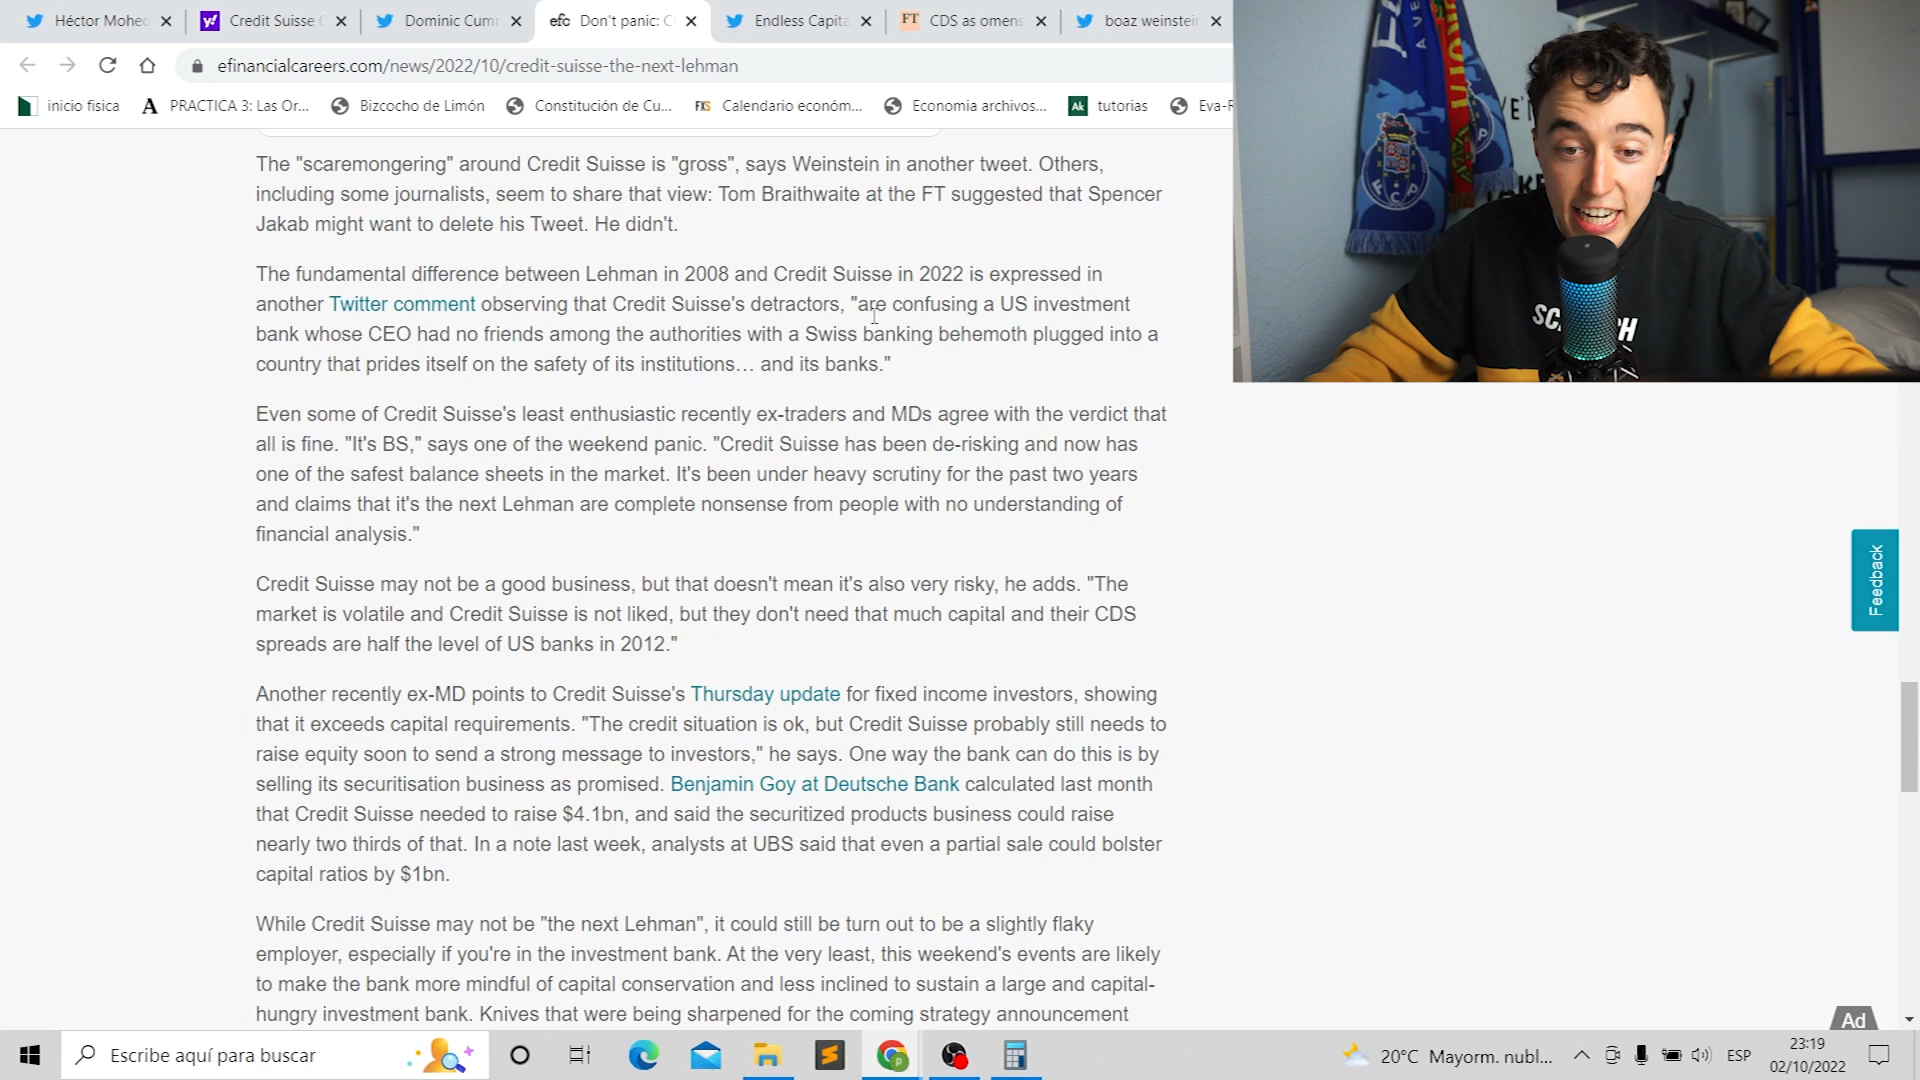 Héctor Mohed
Credit Suisse C
Dominic Cumm
efc Don't panic: C
Endless Capita
FT CDS as omens
boaz weinstein
efinancialcareers.com/news/2022/10/credit-suisse-the-next-lehman
inicio fisica
A PRACTICA 3: Las Or...
Bizcocho de Limón
Constitución de Cu...
FXS Calendario económ...
Economia archivos...
Ak tutorias
Eva-R
The "scaremongering" around Credit Suisse is "gross", says Weinstein in another tweet. Others,
including some journalists, seem to share that view: Tom Braithwaite at the FT suggested that Spencer
Jakab might want to delete his Tweet. He didn't.
The fundamental difference between Lehman in 2008 and Credit Suisse in 2022 is expressed in
another Twitter comment observing that Credit Suisse's detractors, "are confusing a US investment
bank whose CEO had no friends among the authorities with a Swiss banking behemoth plugged into a
country that prides itself on the safety of its institutions… and its banks."
Even some of Credit Suisse's least enthusiastic recently ex-traders and MDs agree with the verdict that
all is fine. "It's BS," says one of the weekend panic. "Credit Suisse has been de-risking and now has
one of the safest balance sheets in the market. It's been under heavy scrutiny for the past two years
and claims that it's the next Lehman are complete nonsense from people with no understanding of
financial analysis."
Credit Suisse may not be a good business, but that doesn't mean it's also very risky, he adds. "The
market is volatile and Credit Suisse is not liked, but they don't need that much capital and their CDS
spreads are half the level of US banks in 2012."
Another recently ex-MD points to Credit Suisse's Thursday update for fixed income investors, showing
that it exceeds capital requirements. "The credit situation is ok, but Credit Suisse probably still needs to
raise equity soon to send a strong message to investors," he says. One way the bank can do this is by
selling its securitisation business as promised. Benjamin Goy at Deutsche Bank calculated last month
that Credit Suisse needed to raise $4.1bn, and said the securitized products business could raise
nearly two thirds of that. In a note last week, analysts at UBS said that even a partial sale could bolster
capital ratios by $1bn.
While Credit Suisse may not be "the next Lehman", it could still be turn out to be a slightly flaky
employer, especially if you're in the investment bank. At the very least, this weekend's events are likely
to make the bank more mindful of capital conservation and less inclined to sustain a large and capital-
hungry investment bank. Knives that were being sharpened for the coming strategy announcement
Feedback
Ad
Escribe aquí para buscar
20°C Mayorm. nubl...
ESP
23:19
02/10/2022